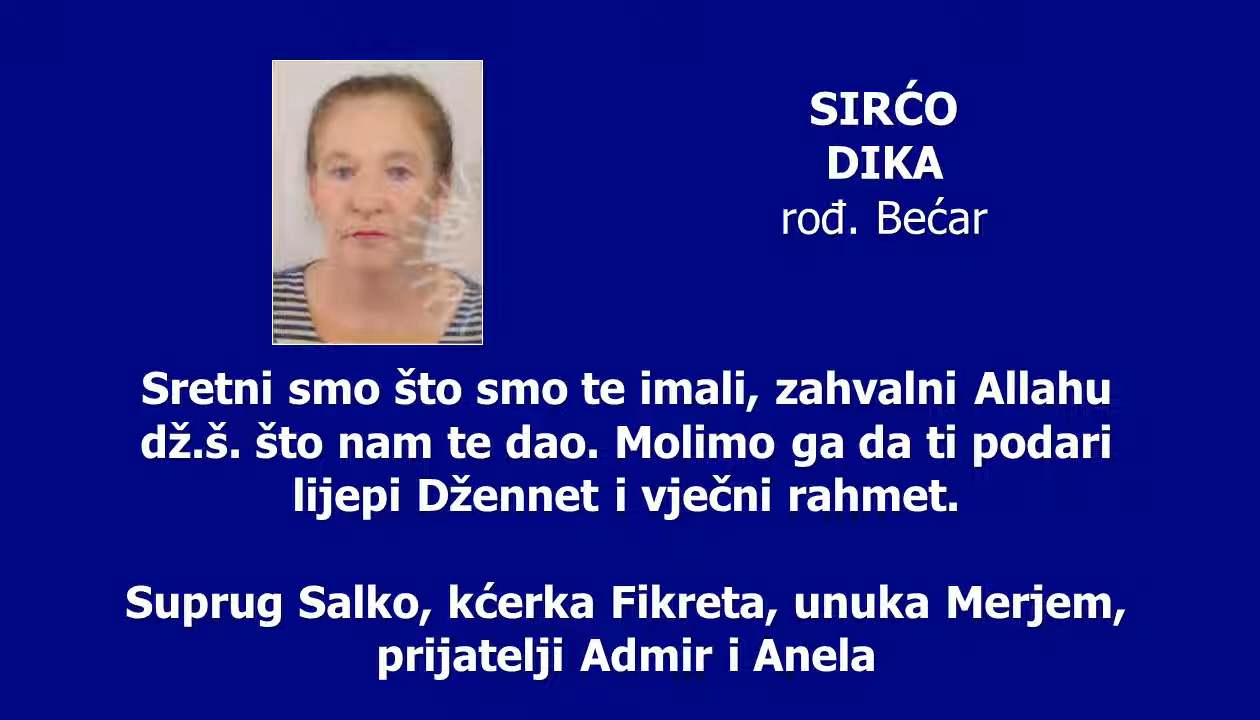 SIRĆO
DIKA
rođ. Bećar
Sretni smo što smo te imali, zahvalni Allahu
dž.š. što nam te dao. Molimo ga da ti podari
lijepi Džennet i vječni rahmet.
Suprug Salko, kćerka Fikreta, unuka Merjem,
prijatelji Admir i Anela